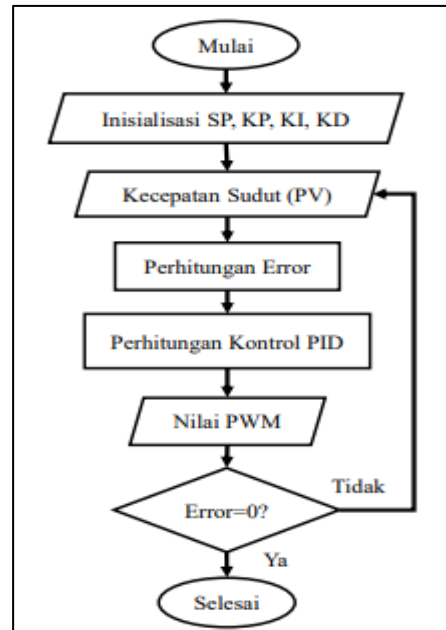 Mulai
Inisialisasi SP, KP, KI, KD
Kecepatan Sudut (PV)
Perhitungan Error
Perhitungan Kontrol PID
Nilai PWM
Error=0?
Tidak
Ya
Selesai